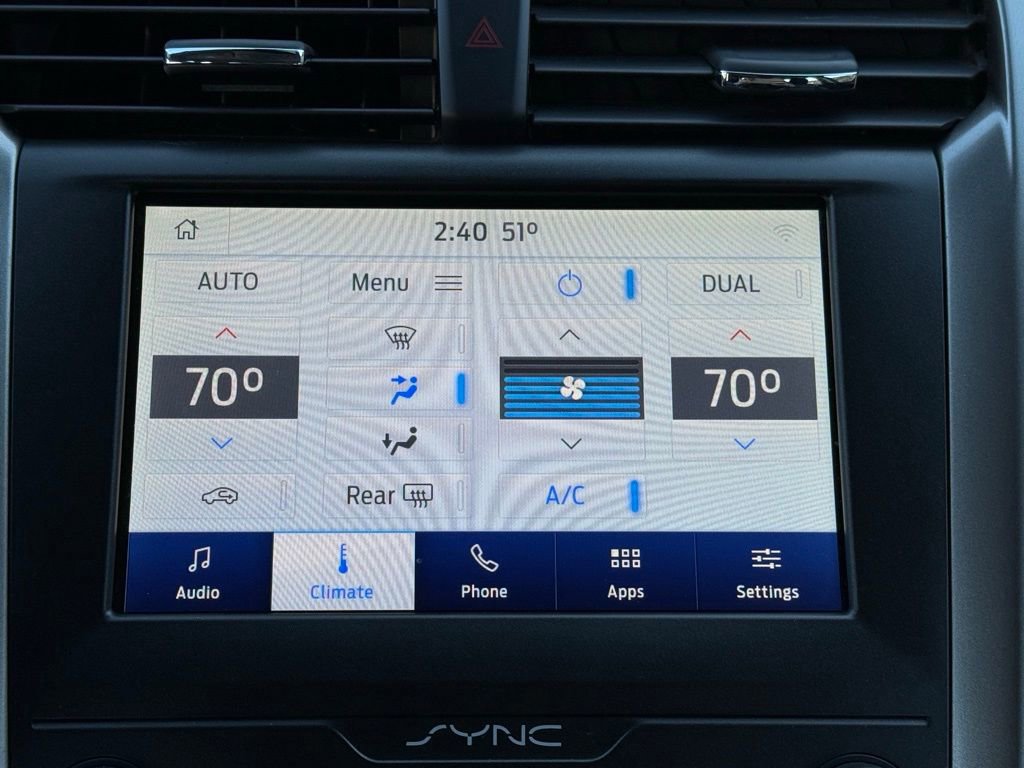 2:40 51°
AUTO
Menu
DUAL
70°
70°
Rear
A/C
Audio
Climate
Phone
Apps
Settings
SYNC